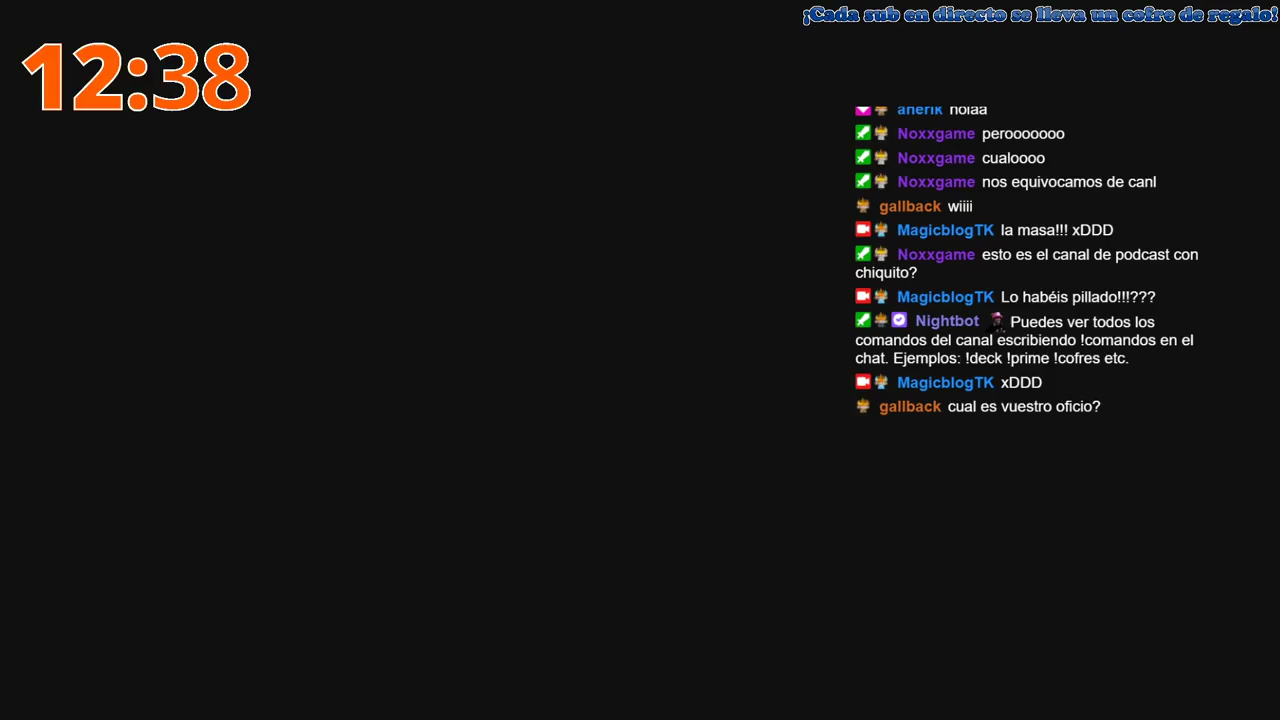 ¡Cada sub en directo se lleva un cofre de regalo!
12:38
anerik holaa
Noxxgame perooooooo
Noxxgame cualoooo
Noxxgame nos equivocamos de canl
gallback wiiii
MagicblogTK la masa!!! xDDD
Noxxgame esto es el canal de podcast con
chiquito?
MagicblogTK Lo habéis pillado!!!???
Nightbot Puedes ver todos los
comandos del canal escribiendo !comandos en el
chat. Ejemplos: !deck !prime !cofres etc.
MagicblogTK xDDD
gallback cual es vuestro oficio?